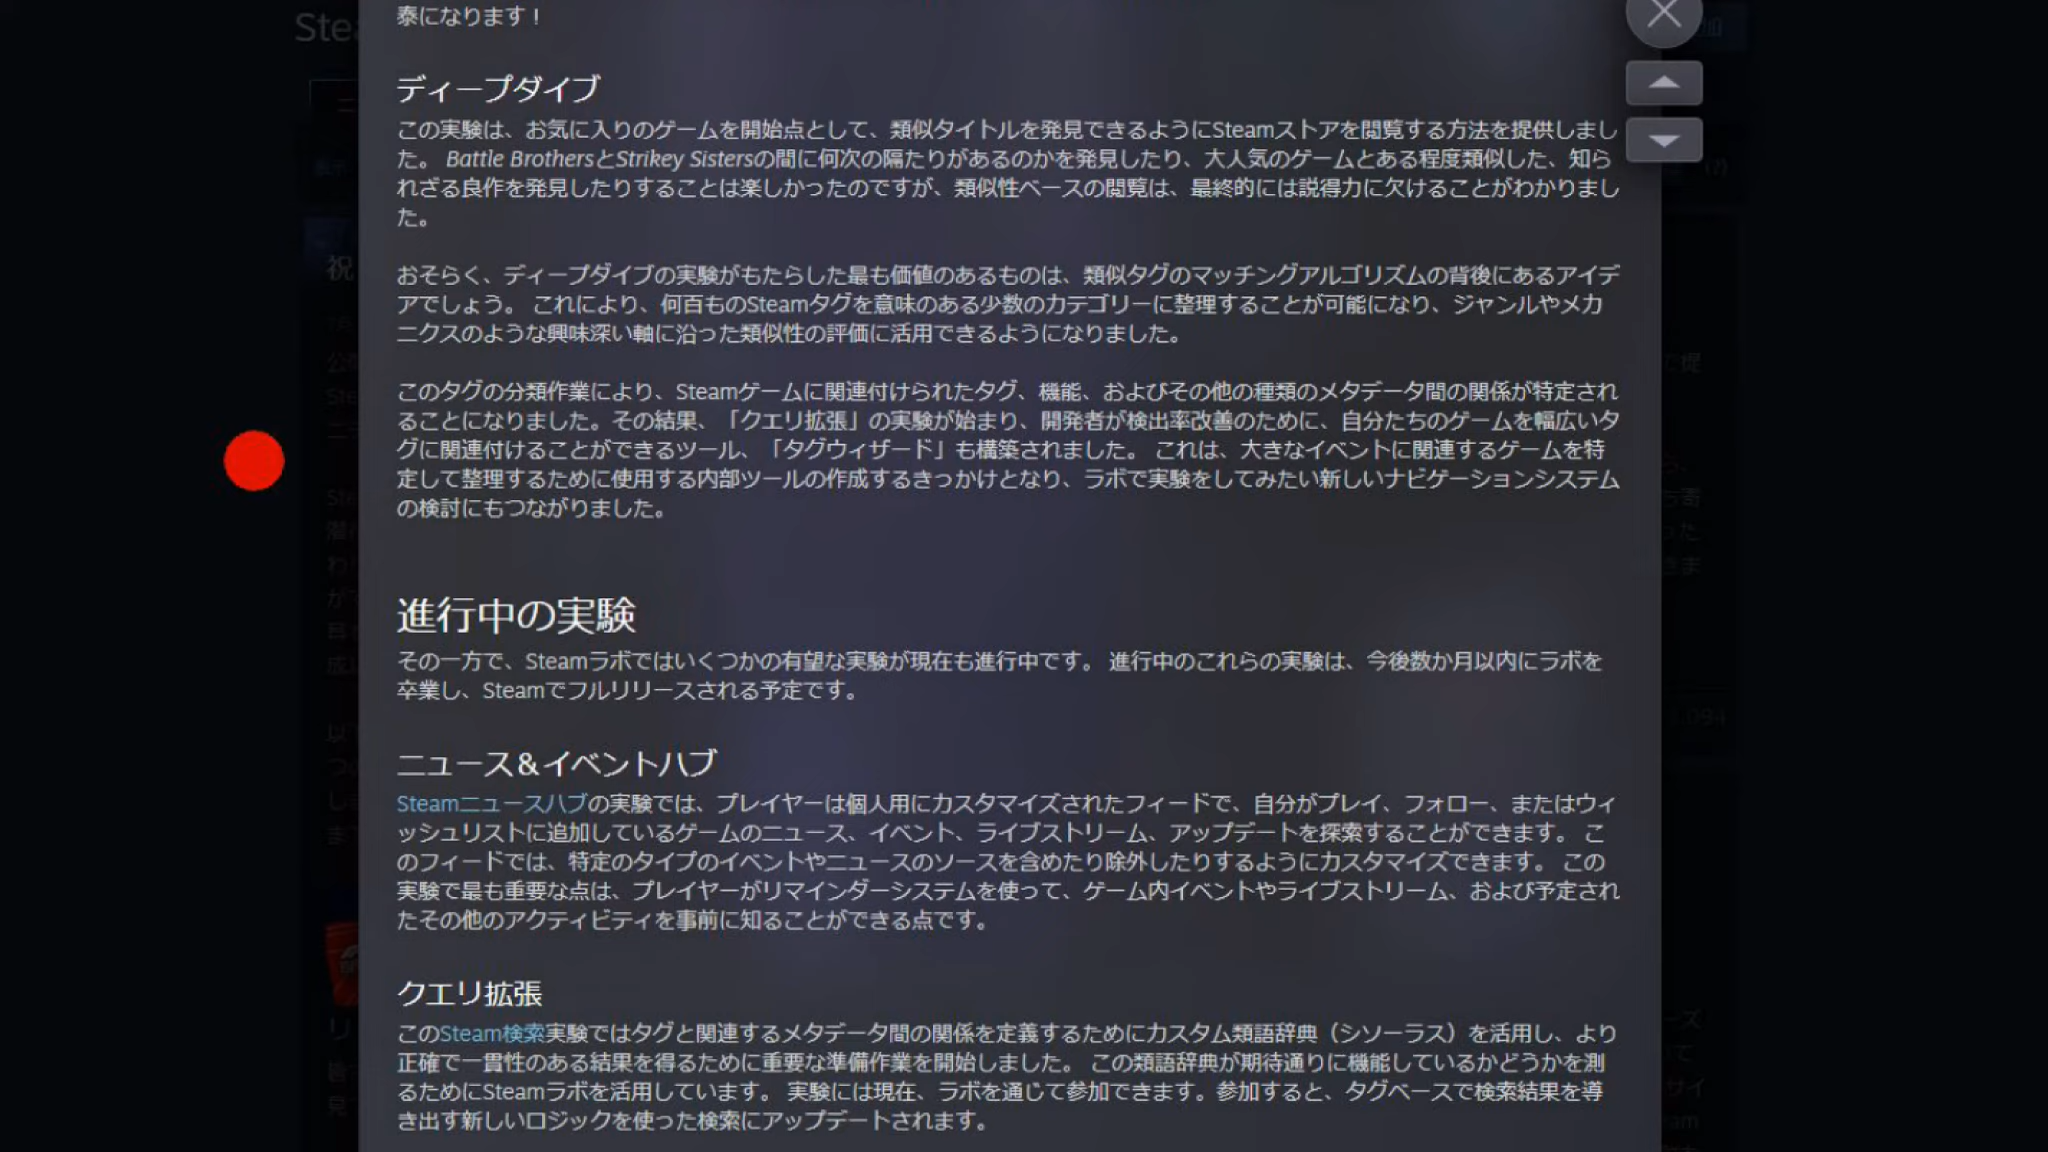 Ste
泰になります！
ディープダイブ
この実験は、お気に入りのゲームを開始点として、類似タイトルを発見できるようにSteamストアを閲覧する方法を提供しまし
た。 Battle BrothersとStrikey Sistersの間に何次の隔たりがあるのかを発見したり、大人気のゲームとある程度類似した、知ら
れざる良作を発見したりすることは楽しかったのですが、類似性ベースの閲覧は、最終的には説得力に欠けることがわかりまし
た。
おそらく、ディープダイブの実験がもたらした最も価値のあるものは、類似タグのマッチングアルゴリズムの背後にあるアイデ
アでしょう。 これにより、何百ものSteamタグを意味のある少数のカテゴリーに整理することが可能になり、ジャンルやメカ
ニクスのような興味深い軸に沿った類似性の評価に活用できるようになりました。
このタグの分類作業により、Steamゲームに関連付けられたタグ、機能、およびその他の種類のメタデータ間の関係が特定され
ることになりました。その結果、「クエリ拡張」の実験が始まり、開発者が検出率改善のために、自分たちのゲームを幅広いタ
グに関連付けることができるツール、「タグウィザード」も構築されました。 これは、大きなイベントに関連するゲームを特
定して整理するために使用する内部ツールの作成するきっかけとなり、ラボで実験をしてみたい新しいナビゲーションシステム
の検討にもつながりました。
進行中の実験
その一方で、Steamラボではいくつかの有望な実験が現在も進行中です。 進行中のこれらの実験は、今後数か月以内にラボを
卒業し、Steamでフルリリースされる予定です。
ニュース&イベントハブ
Steamニュースハブの実験では、プレイヤーは個人用にカスタマイズされたフィードで、自分がプレイ、フォロー、またはウィ
ッシュリストに追加しているゲームのニュース、イベント、ライブストリーム、アップデートを探索することができます。 こ
のフィードでは、特定のタイプのイベントやニュースのソースを含めたり除外したりするようにカスタマイズできます。 この
実験で最も重要な点は、プレイヤーがリマインダーシステムを使って、ゲーム内イベントやライブストリーム、および予定され
たその他のアクティビティを事前に知ることができる点です。
クエリ拡張
このSteam検索実験ではタグと関連するメタデータ間の関係を定義するためにカスタム類語辞典（シソーラス）を活用し、より
正確で一貫性のある結果を得るために重要な準備作業を開始しました。 この類語辞典が期待通りに機能しているかどうかを測
るためにSteamラボを活用しています。 実験には現在、ラボを通じて参加できます。参加すると、タグベースで検索結果を導
き出す新しいロジックを使った検索にアップデートされます。